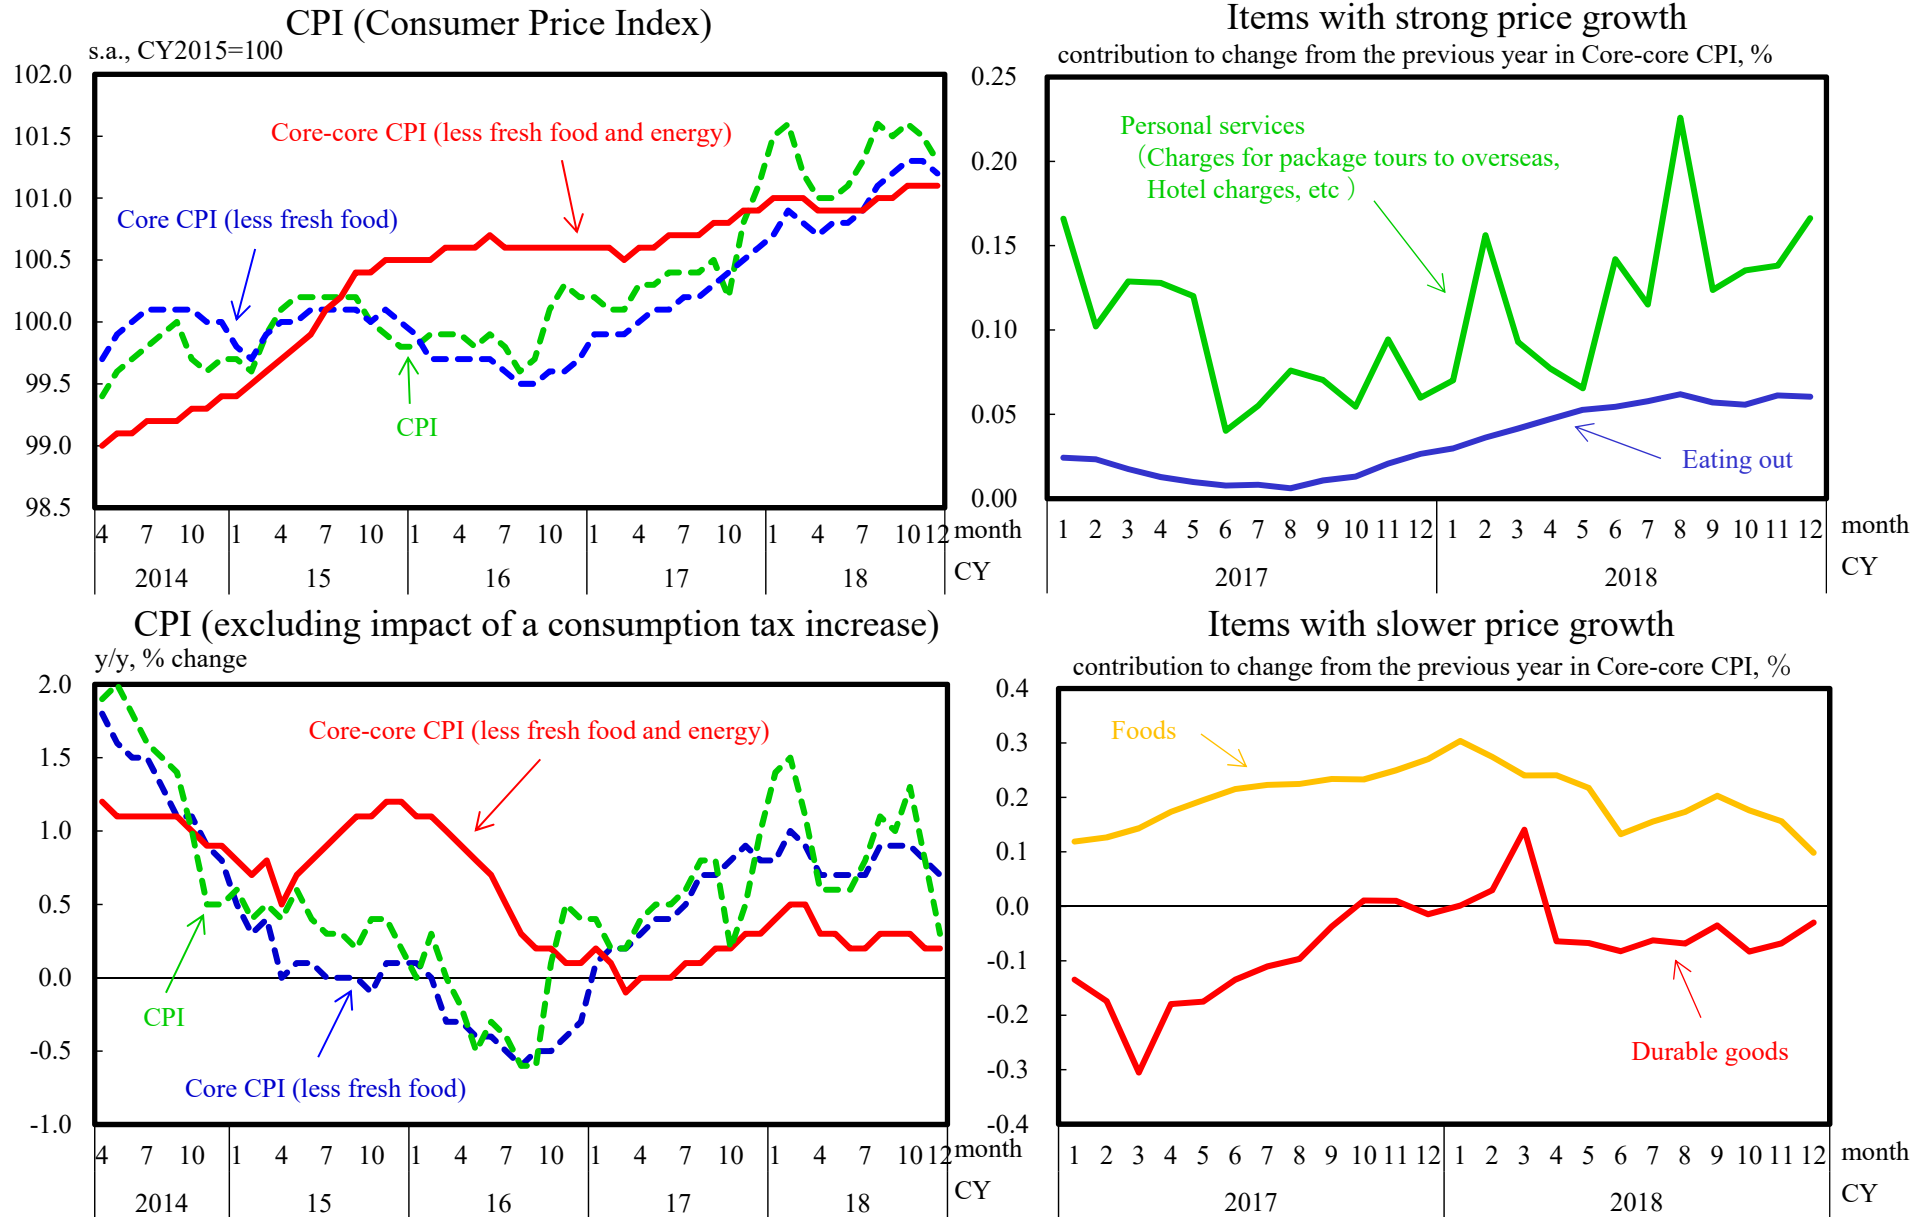 CPI (Consumer Price Index)
s.a., CY2015=100
102.0
101.5
101.0
100.5
100.0
99.5
99.0
98.5
Core-core CPI (less fresh food and energy)
Core CPI (less fresh food)
CPI
4 7 10 1 4 7 10 1 4 7 10 1 4 7 10 1 4 7 10 12 month
2014 15 16 17 18 CY
Items with strong price growth
contribution to change from the previous year in Core-core CPI, %
0.25
0.20
0.15
0.10
0.05
0.00
Personal services
（Charges for package tours to overseas,
Hotel charges, etc ）
Eating out
1 2 3 4 5 6 7 8 9 10 11 12 1 2 3 4 5 6 7 8 9 10 11 12 month
2017 2018 CY
CPI (excluding impact of a consumption tax increase)
y/y, % change
2.0
1.5
1.0
0.5
0.0
-0.5
-1.0
Core-core CPI (less fresh food and energy)
CPI
Core CPI (less fresh food)
4 7 10 1 4 7 10 1 4 7 10 1 4 7 10 1 4 7 10 12 month
2014 15 16 17 18 CY
Items with slower price growth
contribution to change from the previous year in Core-core CPI, %
0.4
0.3
0.2
0.1
0.0
-0.1
-0.2
-0.3
-0.4
Foods
Durable goods
1 2 3 4 5 6 7 8 9 10 11 12 1 2 3 4 5 6 7 8 9 10 11 12 month
2017 2018 CY